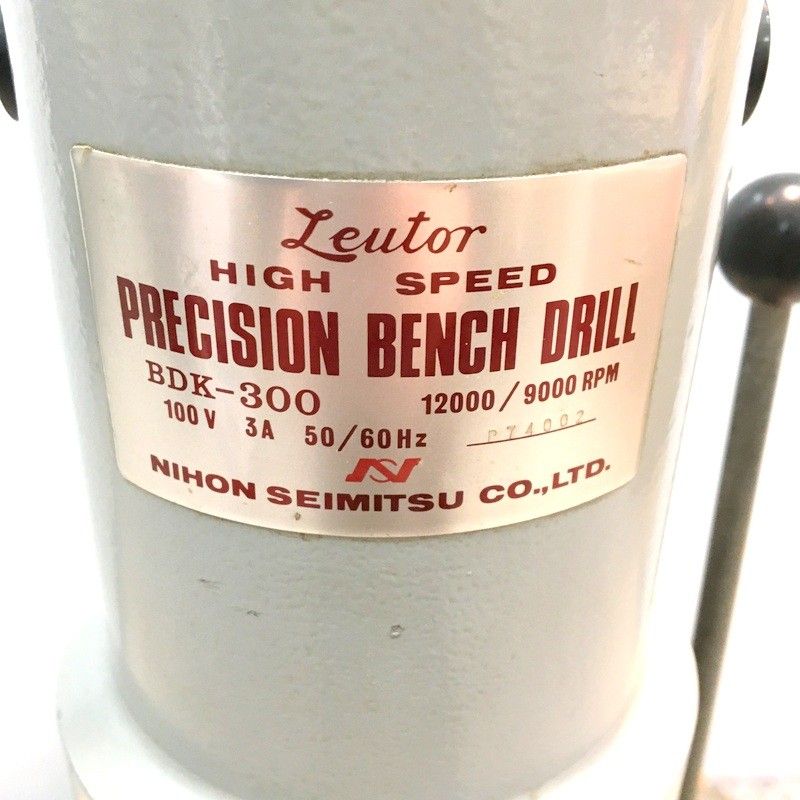 Leutor
HIGH SPEED
PRECISION BENCH DRILL
BDK-300 12000/9000 RPM
100V 3A 50/60Hz P74002
NIHON SEIMITSU CO.,LTD.